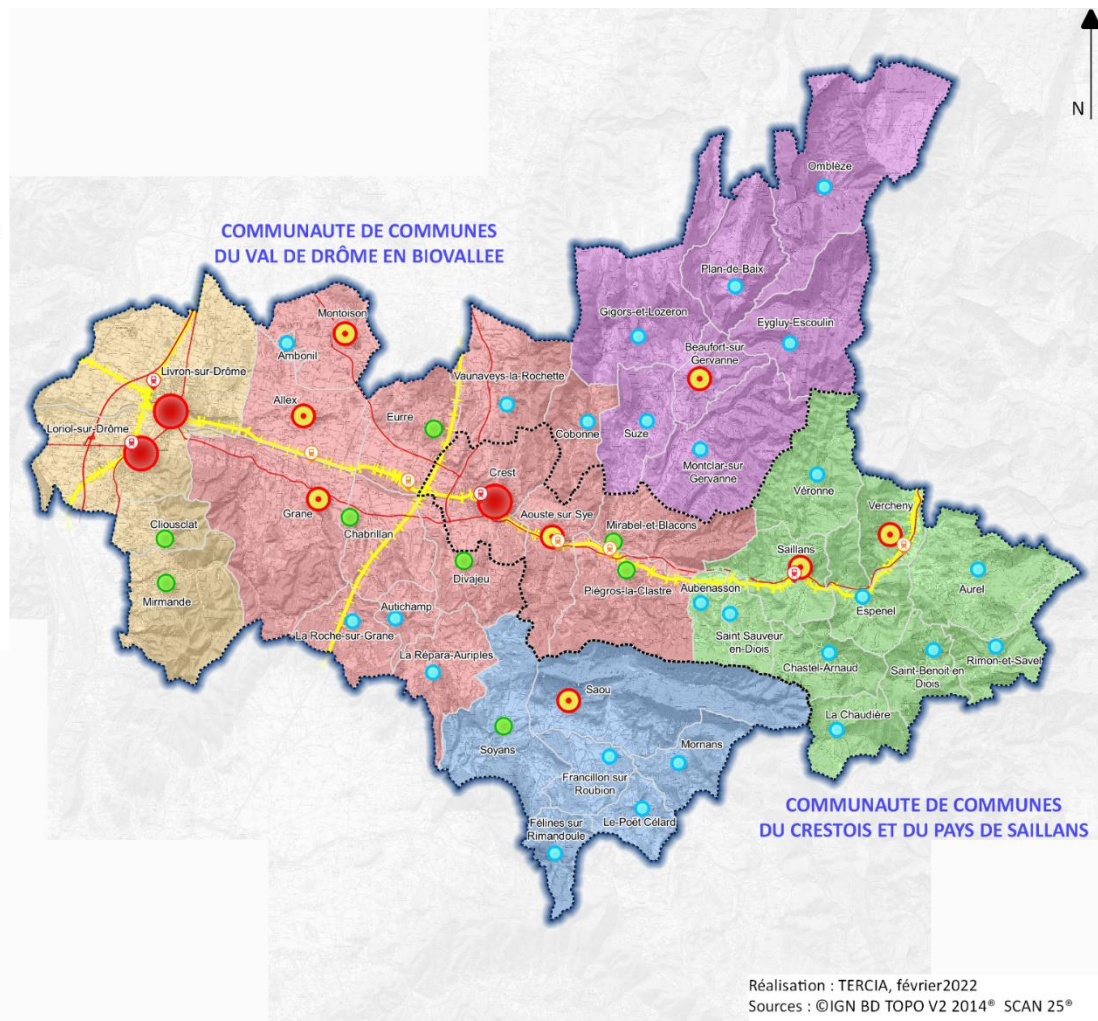 N
Omblèze
COMMUNAUTE DE COMMUNES
DU VAL DE DRÔME EN BIOVALLEE
Plan-de-Baix
Gigors-et-Lozeron
Montoison
Eygluy-Escoulin
Ambonil
Beaufort-sur
Gervanne
Livron-sur-Drôme
Vaunaveys-la-Rochette
Allex
Eurre
Loriol-sur-Drôme
Cobonne
Suze
Montclar-sur
Gervanne
Crest
Véronne
Vercheny
Grane
Aouste sur Sye
Mirabel-et-Blacons
Cliousclat
Chabrillan
Saillans
Divajeu
Piégros-la-Clastre
Aubenasson
Aurel
Mirmande
Espenel
Autichamp
La Roche-sur-Grane
Saint Sauveur
en-Diois
La Répara-Auriples
Chastel-Arnaud
Saint-Benoit en
Diois
Rimon-et-Savel
Saou
La Chaudière
Soyans
Mornans
Francillon sur
Roubion
COMMUNAUTE DE COMMUNES
DU CRESTOIS ET DU PAYS DE SAILLANS
Félines sur
Rimandoule
Le-Poët Célard
Réalisation : TERCIA, février2022
Sources : ©IGN BD TOPO V2 2014® SCAN 25®